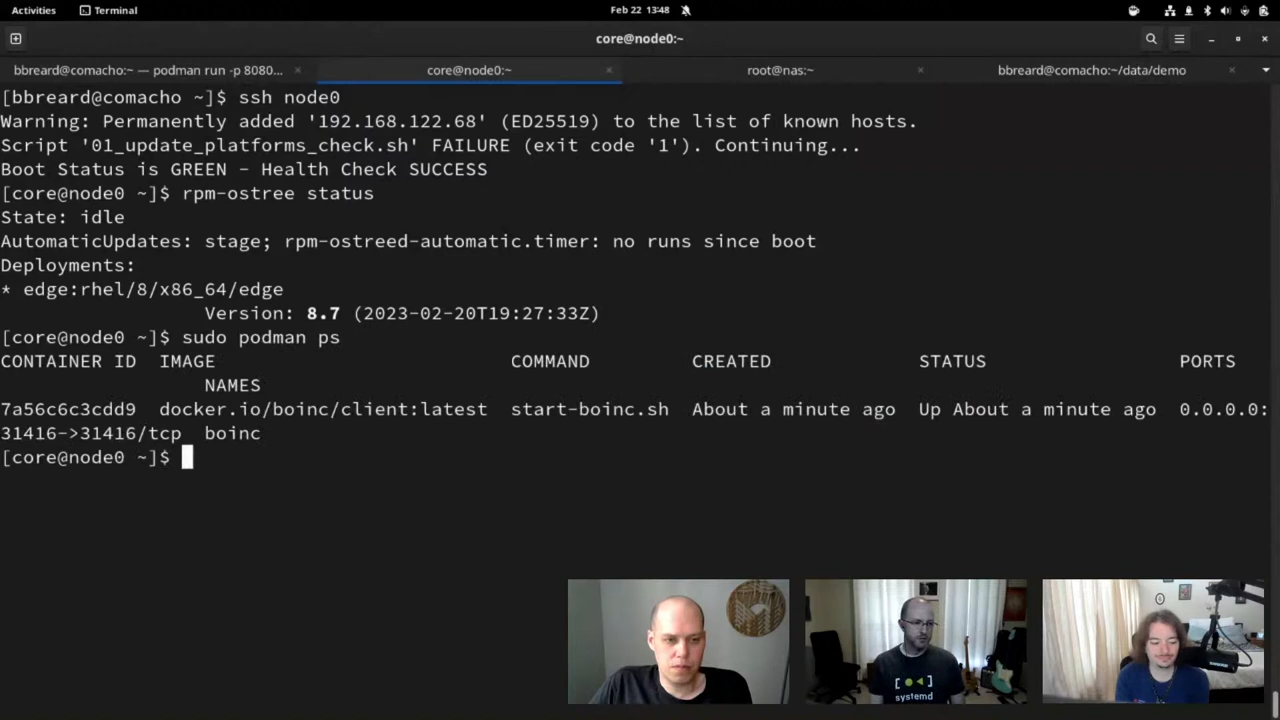 Activities
Terminal
Feb 22 13:48
core@node0:~
bbreard@comacho:~ — podman run -p 8080...
core@node0:~
root@nas:~
bbreard@comacho:~/data/demo
[bbreard@comacho ~]$ ssh node0
Warning: Permanently added '192.168.122.68' (ED25519) to the list of known hosts.
Script '01_update_platforms_check.sh' FAILURE (exit code '1'). Continuing...
Boot Status is GREEN - Health Check SUCCESS
[core@node0 ~]$ rpm-ostree status
State: idle
AutomaticUpdates: stage; rpm-ostreed-automatic.timer: no runs since boot
Deployments:
* edge:rhel/8/x86_64/edge
Version: 8.7 (2023-02-20T19:27:33Z)
[core@node0 ~]$ sudo podman ps
CONTAINER ID  IMAGE  COMMAND  CREATED  STATUS  PORTS
NAMES
7a56c6c3cdd9  docker.io/boinc/client:latest  start-boinc.sh  About a minute ago  Up About a minute ago  0.0.0.0:
31416->31416/tcp  boinc
[core@node0 ~]$
systemd